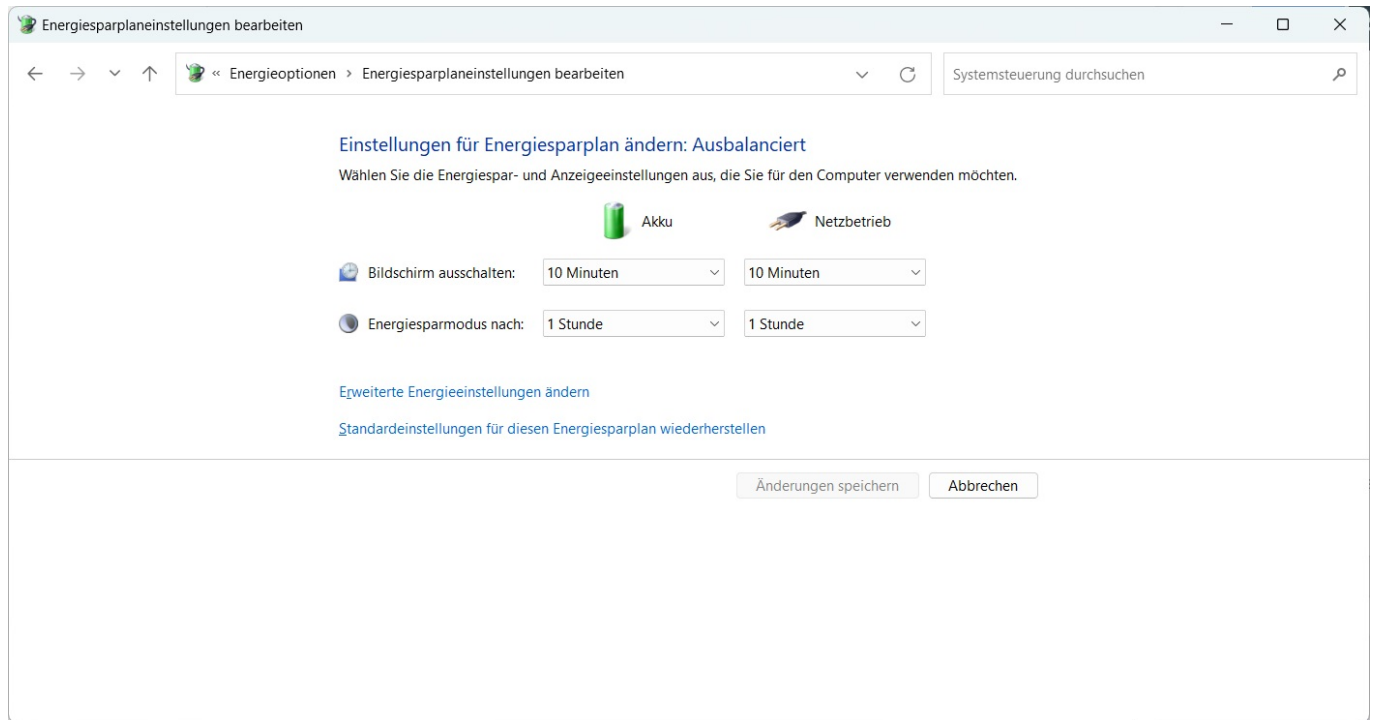 Energiesparplaneinstellungen bearbeiten
« Energieoptionen > Energiesparplaneinstellungen bearbeiten
Systemsteuerung durchsuchen
Einstellungen für Energiesparplan ändern: Ausbalanciert
Wählen Sie die Energiespar- und Anzeigeeinstellungen aus, die Sie für den Computer verwenden möchten.
Akku Netzbetrieb
Bildschirm ausschalten: 10 Minuten 10 Minuten
Energiesparmodus nach: 1 Stunde 1 Stunde
Erweiterte Energieeinstellungen ändern
Standardeinstellungen für diesen Energiesparplan wiederherstellen
Änderungen speichern Abbrechen